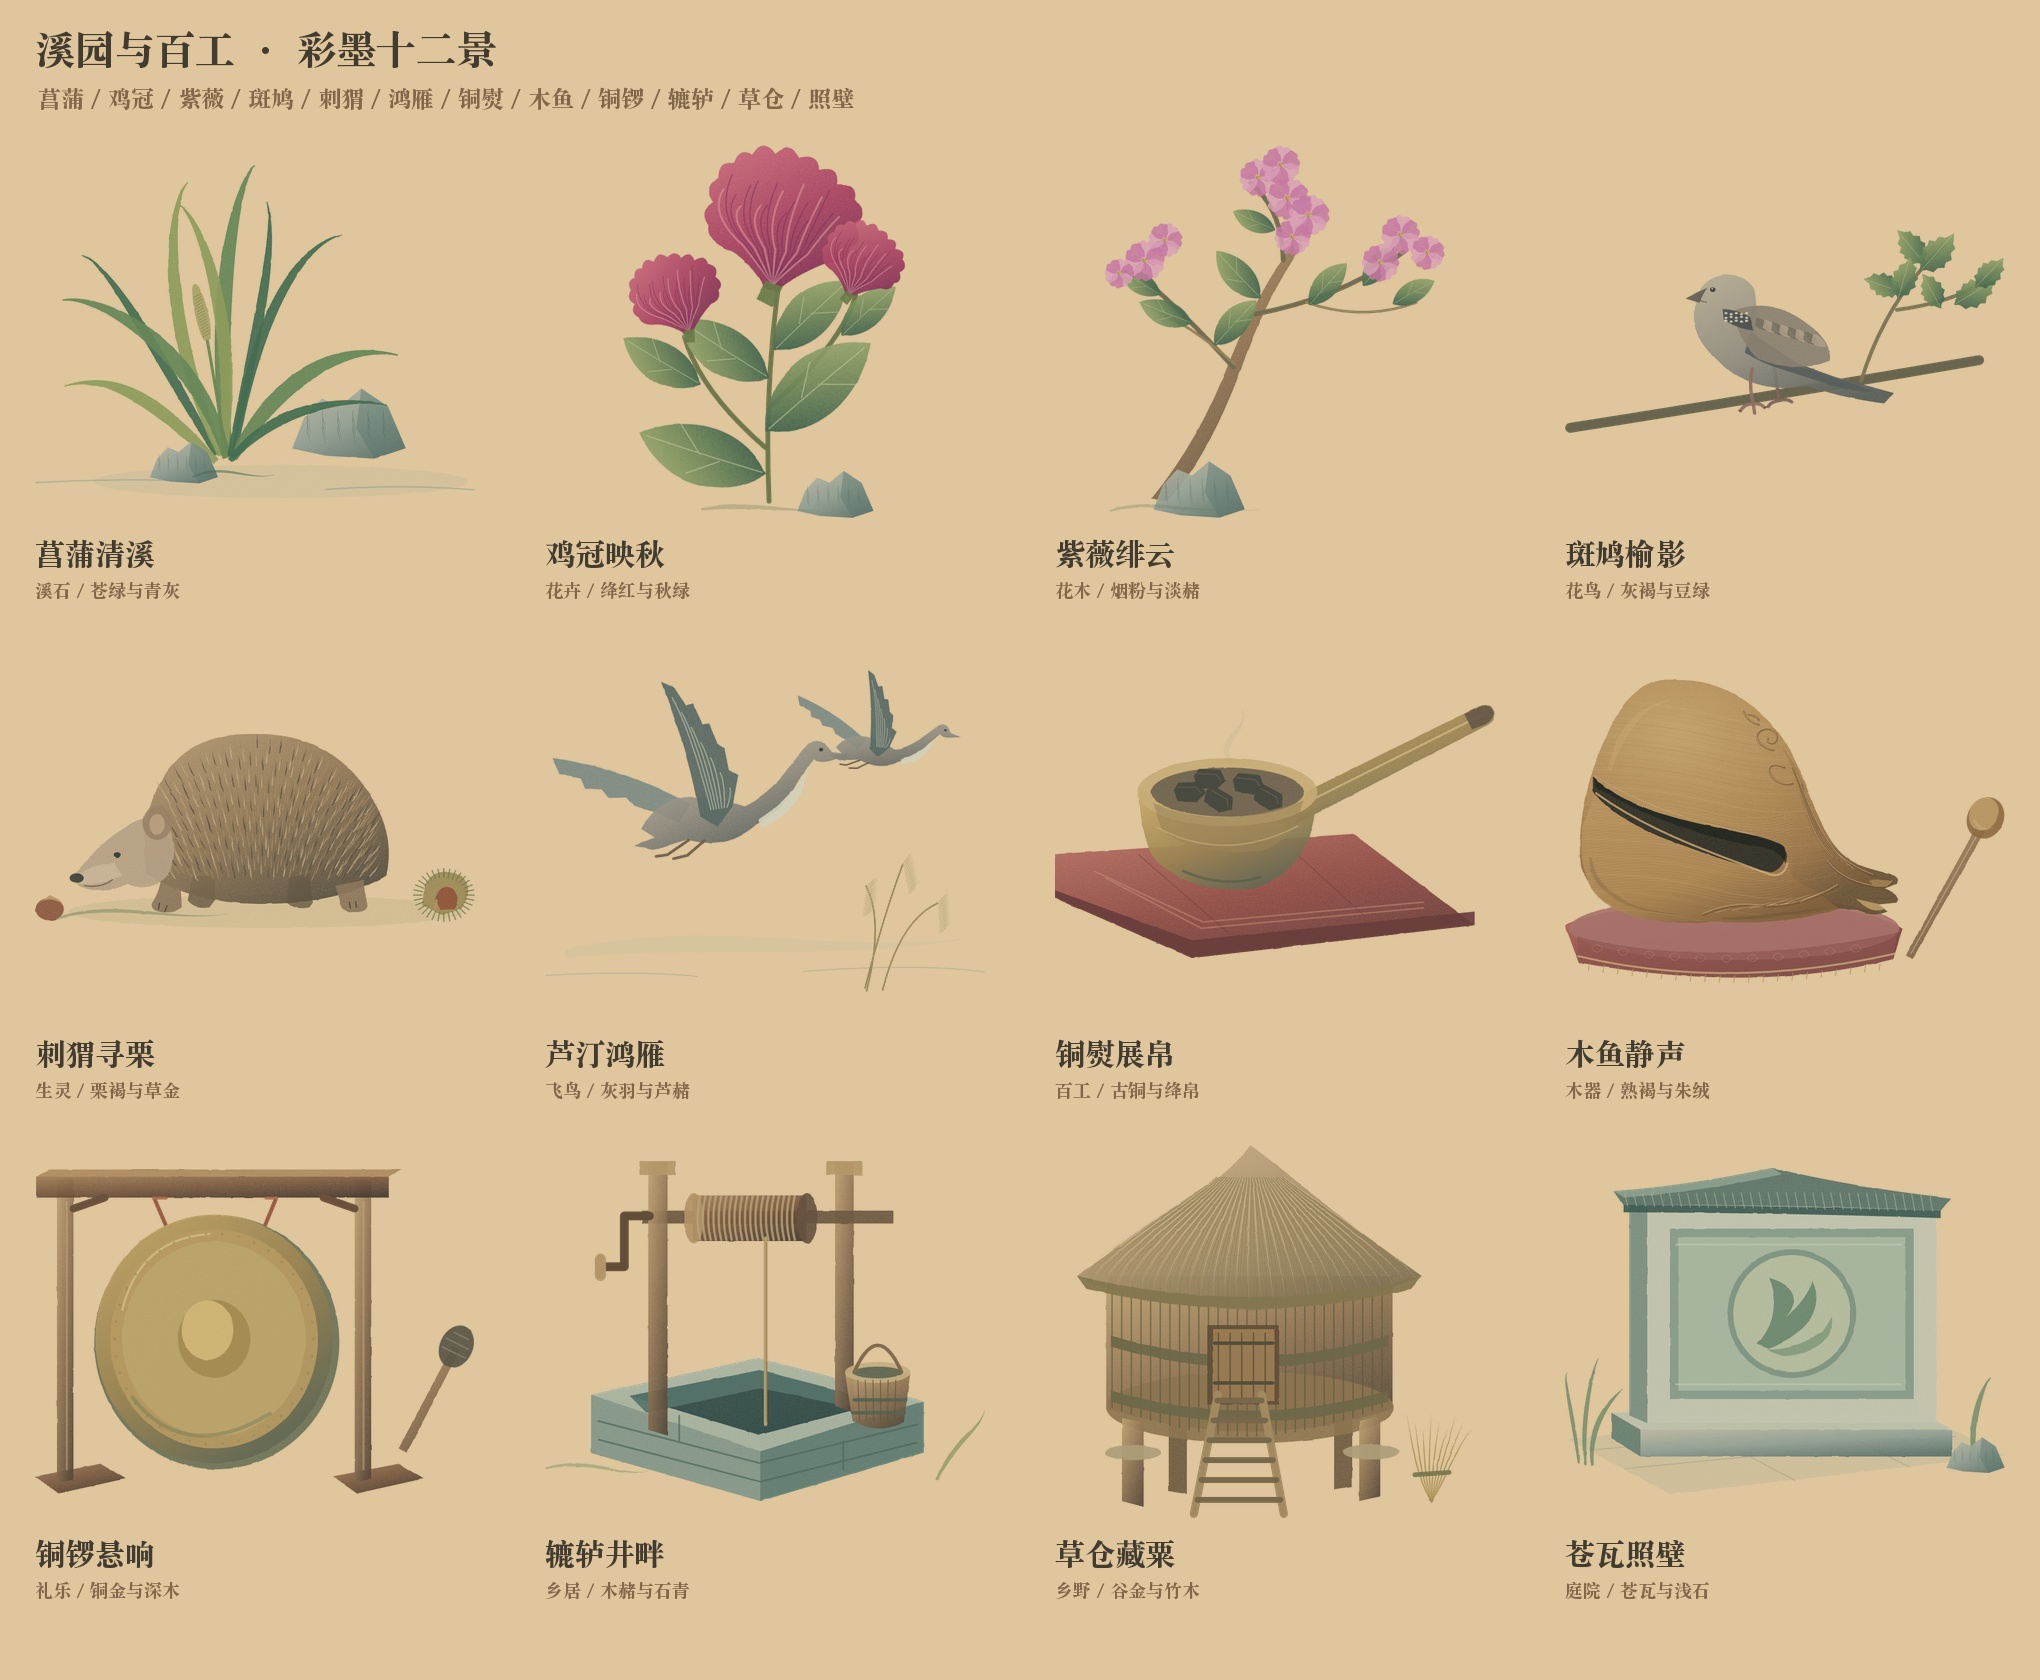 溪园与百工 · 彩墨十二景
菖蒲 / 鸡冠 / 紫薇 / 斑鸠 / 刺猬 / 鸿雁 / 铜熨 / 木鱼 / 铜锣 / 辘轳 / 草仓 / 照壁
菖蒲清溪
溪石 / 苍绿与青灰
鸡冠映秋
花卉 / 绛红与秋绿
紫薇绯云
花木 / 烟粉与淡赭
斑鸠榆影
花鸟 / 灰褐与豆绿
刺猬寻栗
生灵 / 栗褐与草金
芦汀鸿雁
飞鸟 / 灰羽与芦赭
铜熨展帛
百工 / 古铜与绛帛
木鱼静声
木器 / 熟褐与朱绒
铜锣悬响
礼乐 / 铜金与深木
辘轳井畔
乡居 / 木赭与石青
草仓藏粟
乡野 / 谷金与竹木
苍瓦照壁
庭院 / 苍瓦与浅石